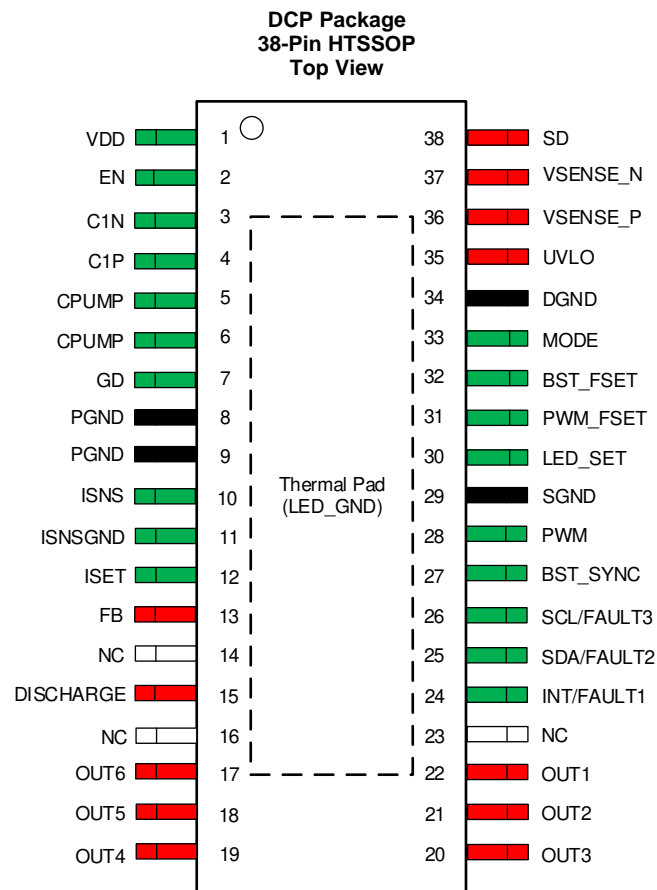 DCP Package
38-Pin HTSSOP
Top View
VDD 1 38 SD
EN 2 37 VSENSE_N
C1N 3 36 VSENSE_P
C1P 4 35 UVLO
CPUMP 5 34 DGND
CPUMP 6 33 MODE
GD 7 32 BST_FSET
PGND 8 31 PWM_FSET
PGND 9 30 LED_SET
Thermal Pad
(LED_GND)
ISNS 10 29 SGND
ISNSGND 11 28 PWM
ISET 12 27 BST_SYNC
FB 13 26 SCL/FAULT3
NC 14 25 SDA/FAULT2
DISCHARGE 15 24 INT/FAULT1
NC 16 23 NC
OUT6 17 22 OUT1
OUT5 18 21 OUT2
OUT4 19 20 OUT3